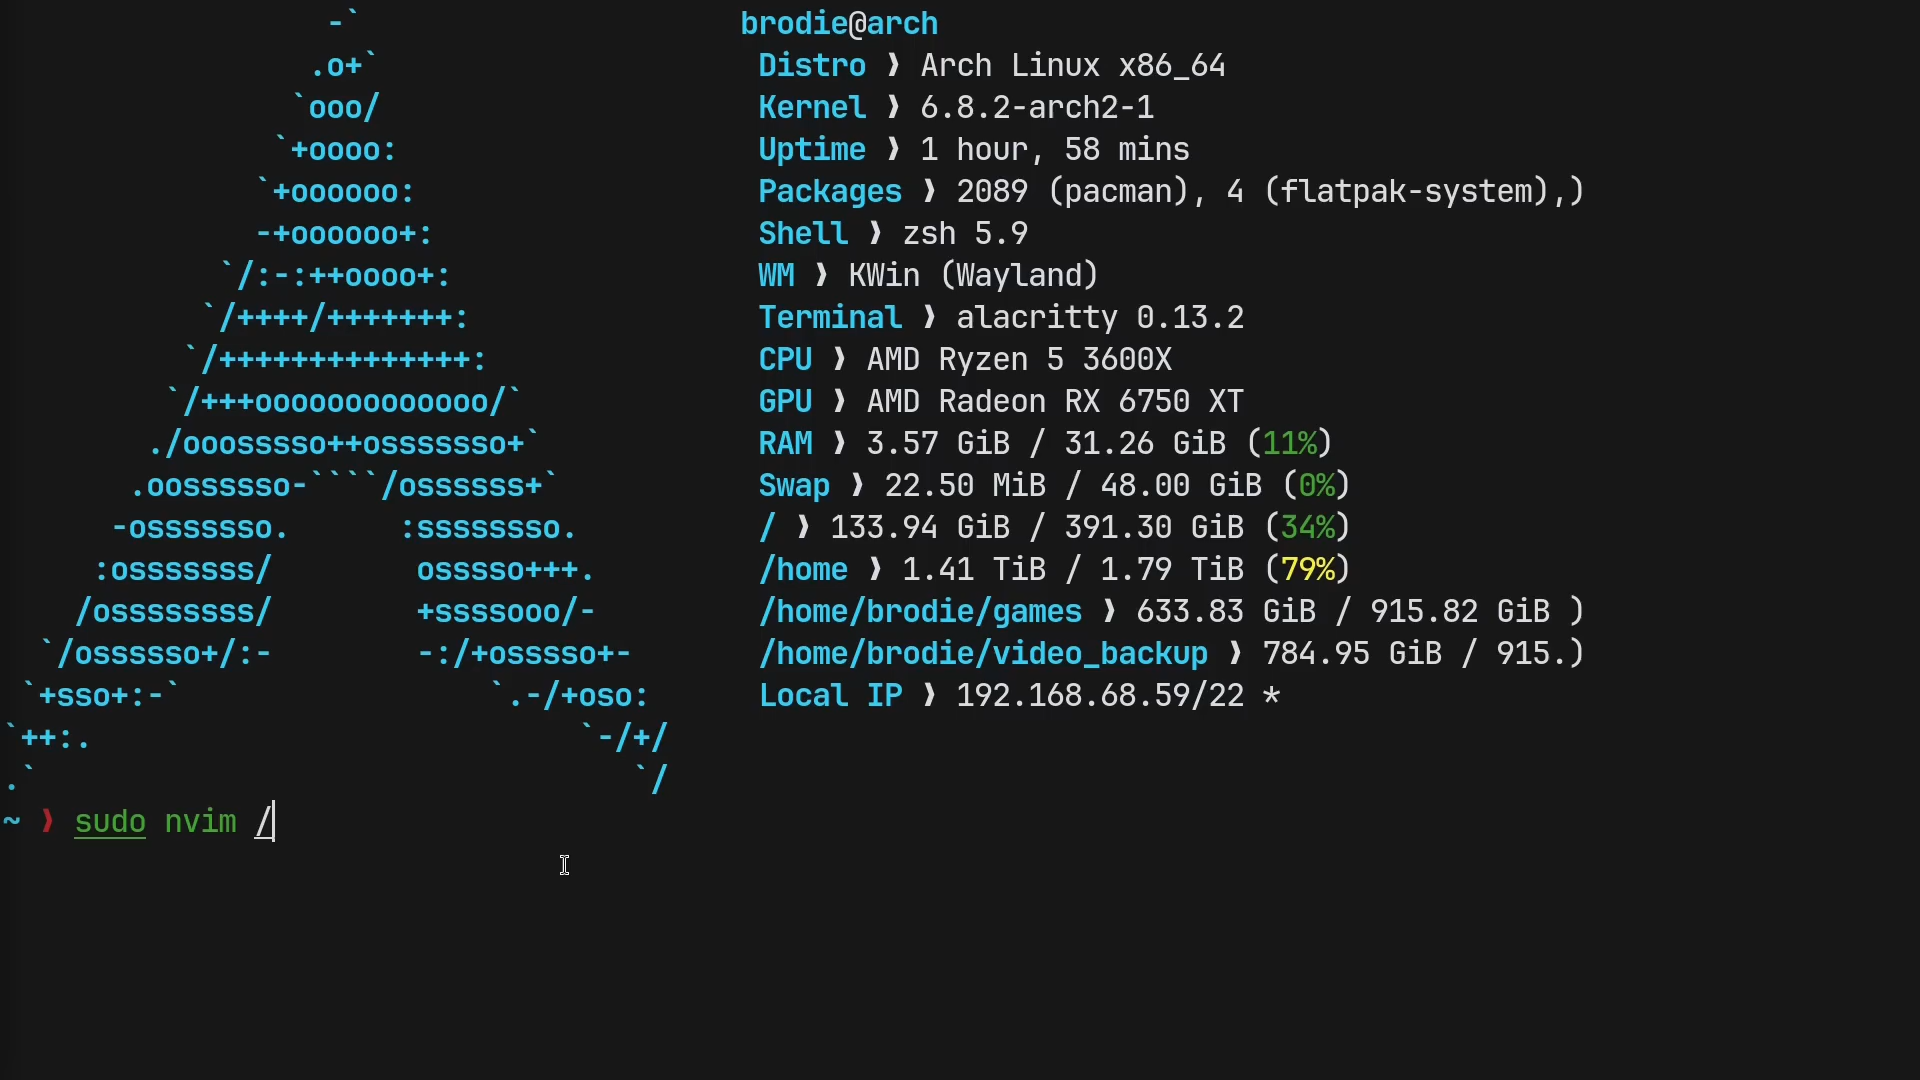 brodie@arch
Distro ❱ Arch Linux x86_64
Kernel ❱ 6.8.2-arch2-1
Uptime ❱ 1 hour, 58 mins
Packages ❱ 2089 (pacman), 4 (flatpak-system),)
Shell ❱ zsh 5.9
WM ❱ KWin (Wayland)
Terminal ❱ alacritty 0.13.2
CPU ❱ AMD Ryzen 5 3600X
GPU ❱ AMD Radeon RX 6750 XT
RAM ❱ 3.57 GiB / 31.26 GiB (11%)
Swap ❱ 22.50 MiB / 48.00 GiB (0%)
/ ❱ 133.94 GiB / 391.30 GiB (34%)
/home ❱ 1.41 TiB / 1.79 TiB (79%)
/home/brodie/games ❱ 633.83 GiB / 915.82 GiB )
/home/brodie/video_backup ❱ 784.95 GiB / 915.)
Local IP ❱ 192.168.68.59/22 *
~ ❱ sudo nvim /